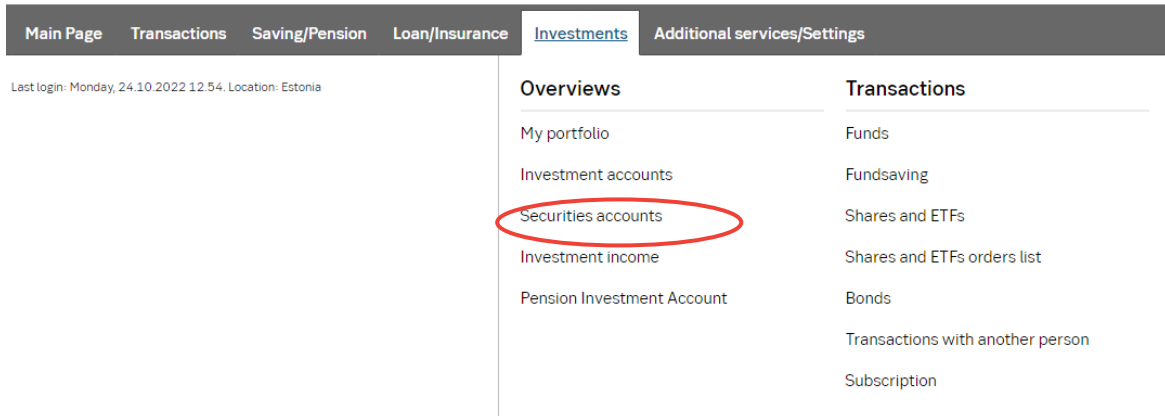 Main Page Transactions Saving/Pension Loan/Insurance Investments Additional services/Settings
Last login: Monday, 24.10.2022 12.54. Location: Estonia
Overviews
My portfolio
Investment accounts
Securities accounts
Investment income
Pension Investment Account
Transactions
Funds
Fundsaving
Shares and ETFs
Shares and ETFs orders list
Bonds
Transactions with another person
Subscription